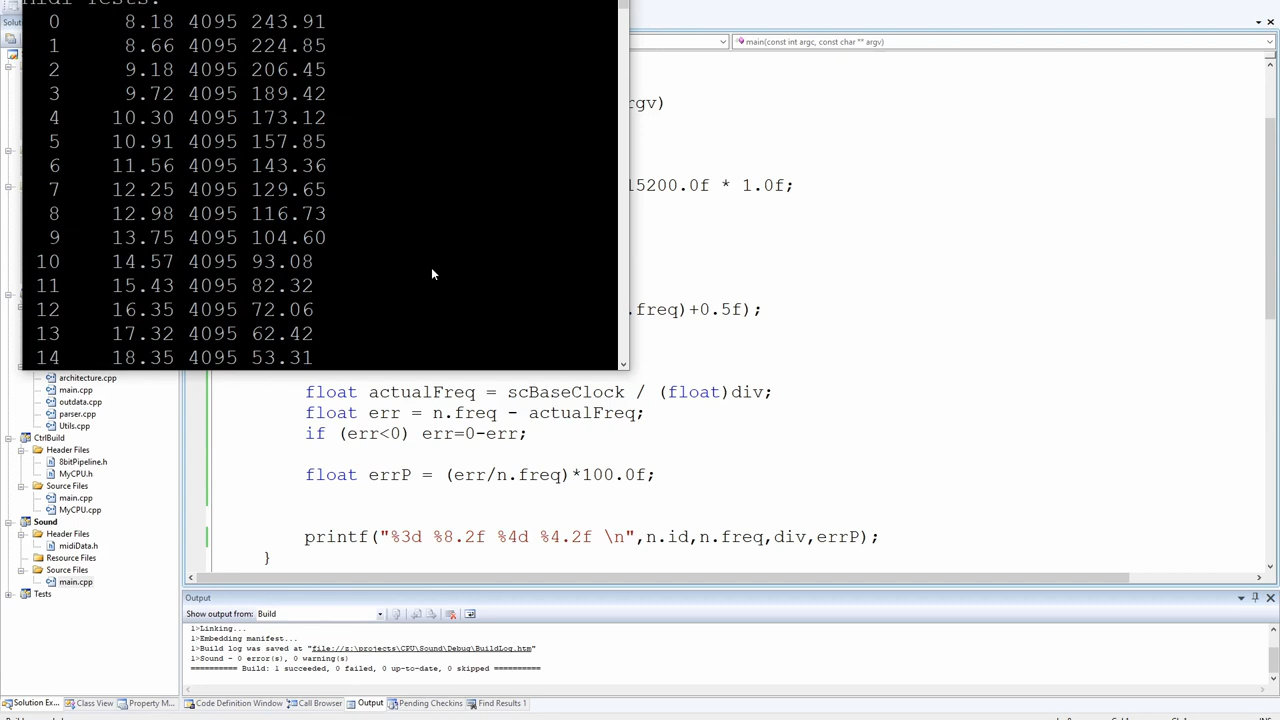 Midi Tests:
0 8.18 4095 243.91
1 8.66 4095 224.85
2 9.18 4095 206.45
3 9.72 4095 189.42
4 10.30 4095 173.12
5 10.91 4095 157.85
6 11.56 4095 143.36
7 12.25 4095 129.65
8 12.98 4095 116.73
9 13.75 4095 104.60
10 14.57 4095 93.08
11 15.43 4095 82.32
12 16.35 4095 72.06
13 17.32 4095 62.42
14 18.35 4095 53.31
Solu
main(const int argc, const char ** argv)
rgv)
15200.0f * 1.0f;
.freq)+0.5f);
float actualFreq = scBaseClock / (float)div;
float err = n.freq - actualFreq;
if (err<0) err=0-err;
float errP = (err/n.freq)*100.0f;
printf("%3d %8.2f %4d %4.2f \n",n.id,n.freq,div,errP);
}
architecture.cpp
main.cpp
outdata.cpp
parser.cpp
Utils.cpp
CtrlBuild
Header Files
8bitPipeline.h
MyCPU.h
Source Files
main.cpp
MyCPU.cpp
Sound
Header Files
midiData.h
Resource Files
Source Files
main.cpp
Tests
Output
Show output from: Build
1>Linking...
1>Embedding manifest...
1>Build log was saved at "file://z:\projects\CPU\Sound\Debug\BuildLog.htm"
1>Sound - 0 error(s), 0 warning(s)
========== Build: 1 succeeded, 0 failed, 0 up-to-date, 0 skipped ==========
Solution Ex... Class View Property M... Code Definition Window Call Browser Output Pending Checkins Find Results 1